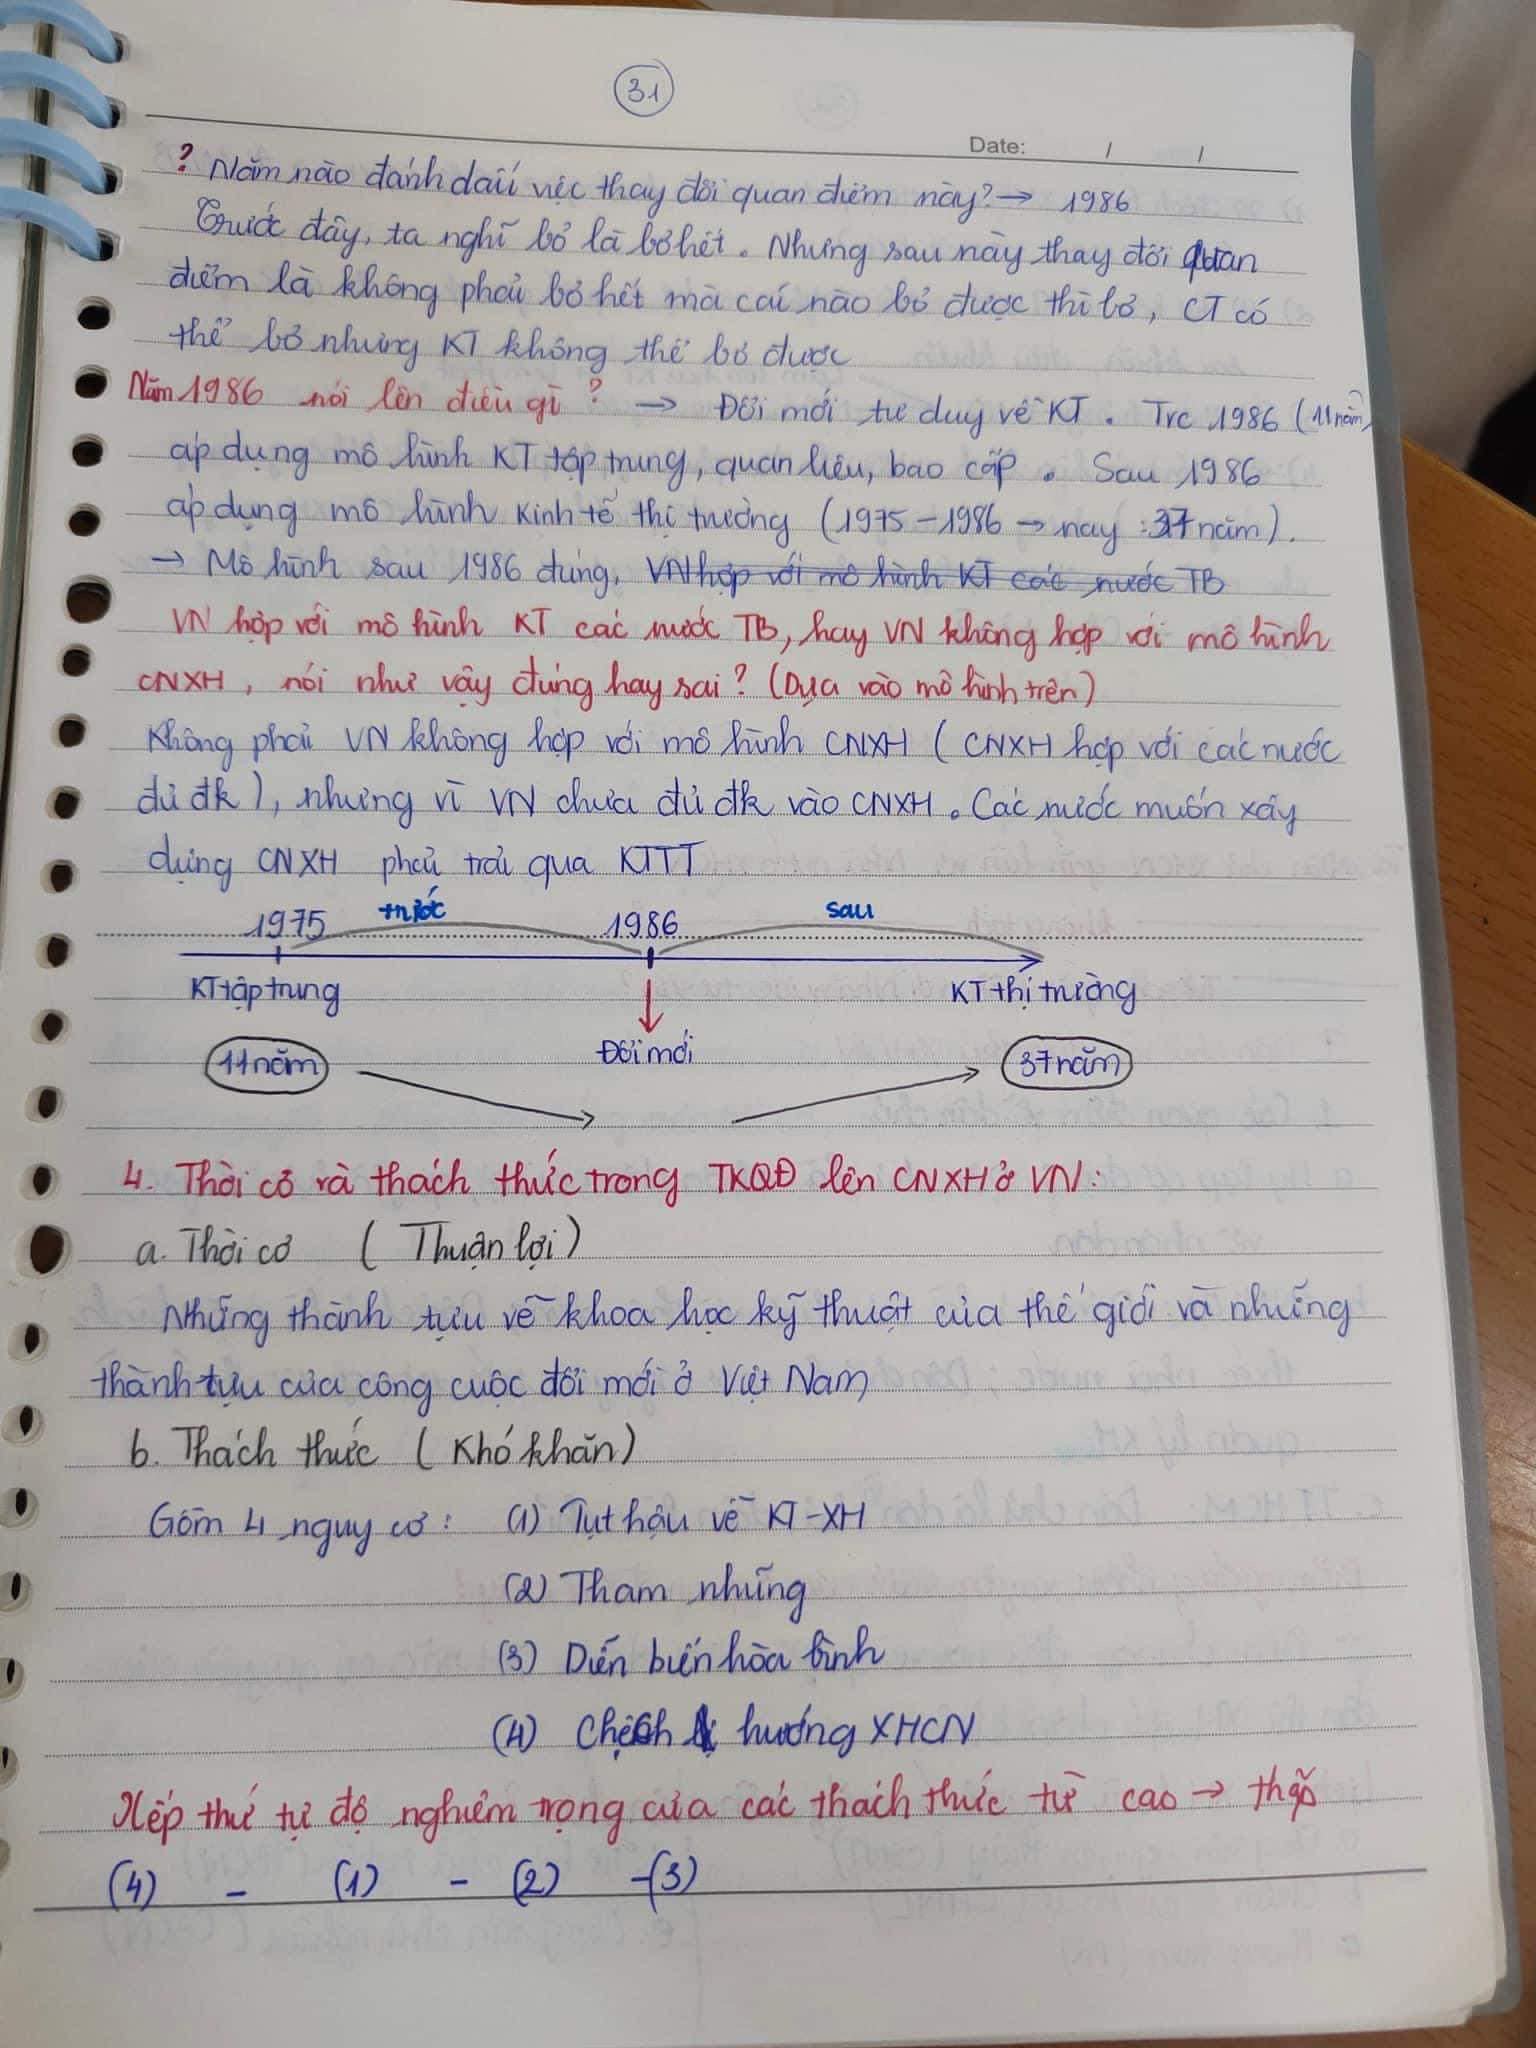 31
Date: / /
? Năm nào đánh dấu việc thay đổi quan điểm này? → 1986
Trước đây, ta nghĩ bỏ là bỏ hết. Nhưng sau này thay đổi quan
điểm là không phải bỏ hết mà cái nào bỏ được thì bỏ, CT có
thể bỏ nhưng KT không thể bỏ được
Năm 1986 nói lên điều gì? → Đổi mới tư duy về KT. Trc 1986 (11 năm)
áp dụng mô hình KT tập trung, quan liêu, bao cấp. Sau 1986
áp dụng mô hình Kinh tế thị trường (1975 - 1986 → nay : 37 năm).
→ Mô hình sau 1986 đúng, VN hợp với mô hình KT các nước TB
VN hợp với mô hình KT các nước TB, hay VN không hợp với mô hình
CNXH, nói như vậy đúng hay sai? (Dựa vào mô hình trên)
Không phải VN không hợp với mô hình CNXH (CNXH hợp với các nước
đủ đk), nhưng vì VN chưa đủ đk vào CNXH. Các nước muốn xây
dựng CNXH phải trải qua KTTT
1975 trước 1986 sau
KT tập trung KT thị trường
11 năm Đổi mới 37 năm
4. Thời cô và thách thức trong TKQĐ lên CNXH ở VN:
a. Thời cơ (Thuận lợi)
Những thành tựu về khoa học kỹ thuật của thế giới và những
thành tựu của công cuộc đổi mới ở Việt Nam
b. Thách thức (Khó khăn)
Gồm 4 nguy cơ: (1) Tụt hậu về KT-XH
(2) Tham nhũng
(3) Diễn biến hòa bình
(4) Chệch hướng XHCN
Xếp thứ tự độ nghiêm trọng của các thách thức từ cao → thấp
(4) - (1) - (2) - (3)